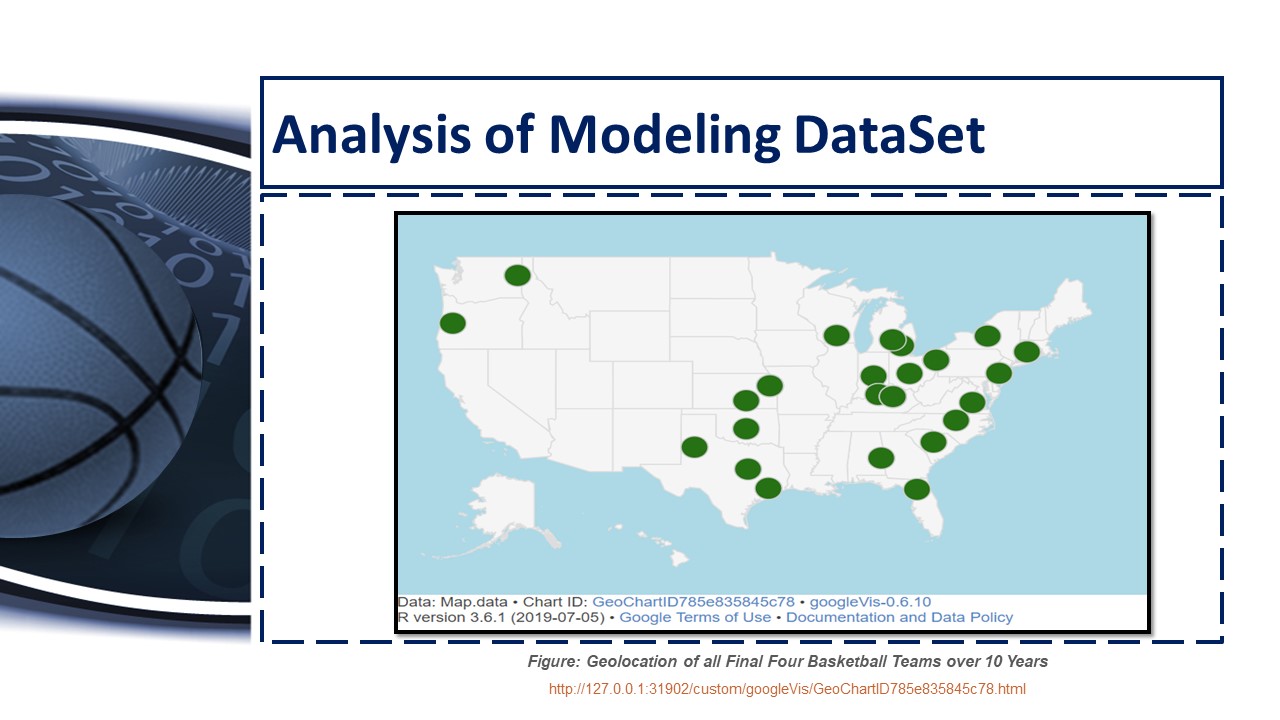 Analysis of Modeling DataSet
Data: Map.data • Chart ID: GeoChartID785e835845c78 • googleVis-0.6.10
R version 3.6.1 (2019-07-05) • Google Terms of Use • Documentation and Data Policy
Figure: Geolocation of all Final Four Basketball Teams over 10 Years
http://127.0.0.1:31902/custom/googleVis/GeoChartID785e835845c78.html